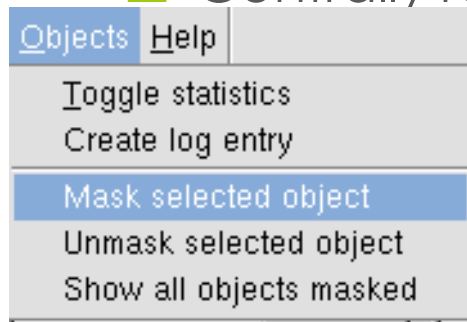 Objects Help
Toggle statistics
Create log entry
Mask selected object
Unmask selected object
Show all objects masked